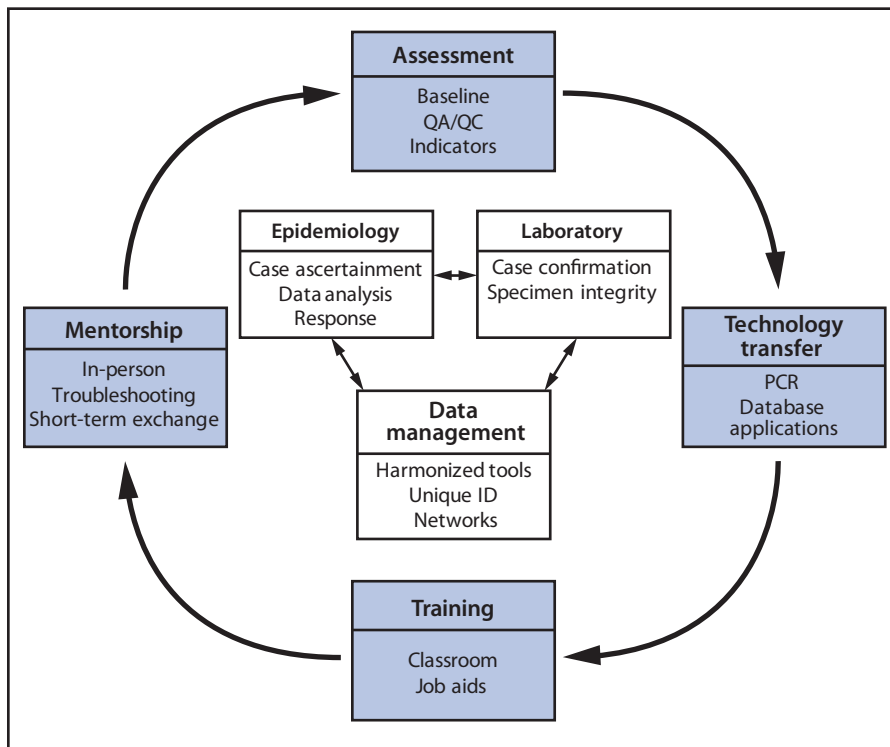 Assessment
Baseline
QA/QC
Indicators
Epidemiology
Case ascertainment
Data analysis
Response
Laboratory
Case confirmation
Specimen integrity
Mentorship
In-person
Troubleshooting
Short-term exchange
Technology
transfer
PCR
Database
applications
Data
management
Harmonized tools
Unique ID
Networks
Training
Classroom
Job aids